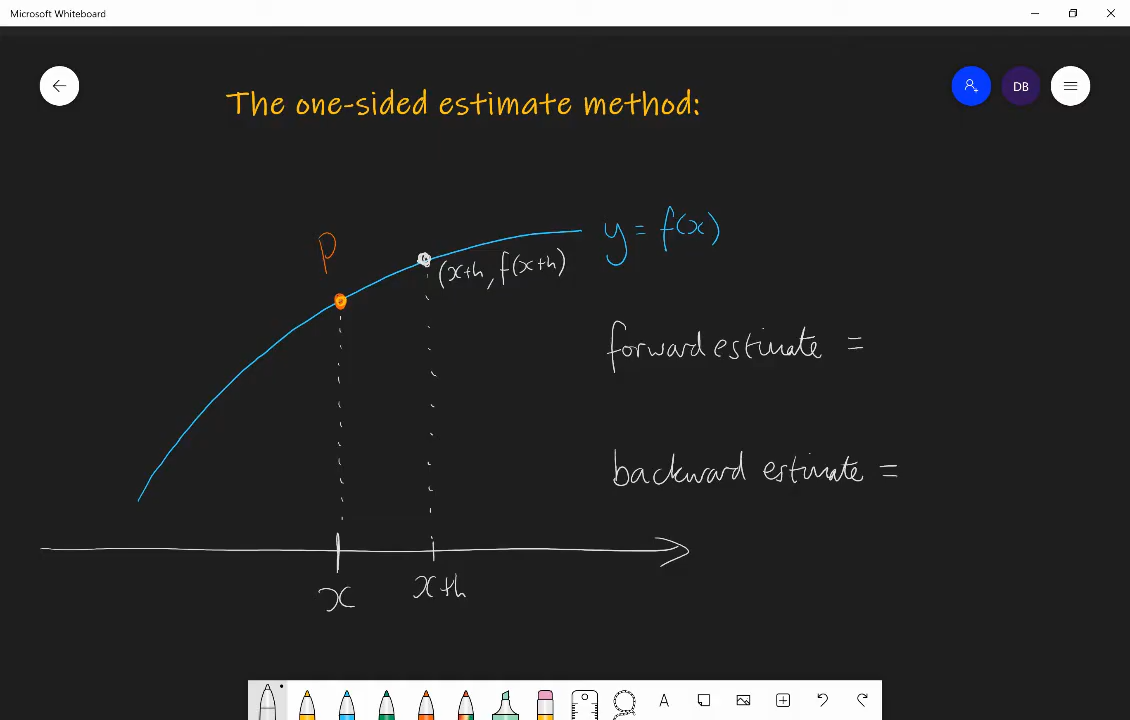 Microsoft Whiteboard
DB
The one-sided estimate method:
y = f(x)
P
(x+h, f(x+h)
forward estimate =
backward estimate =
x
x+h
A